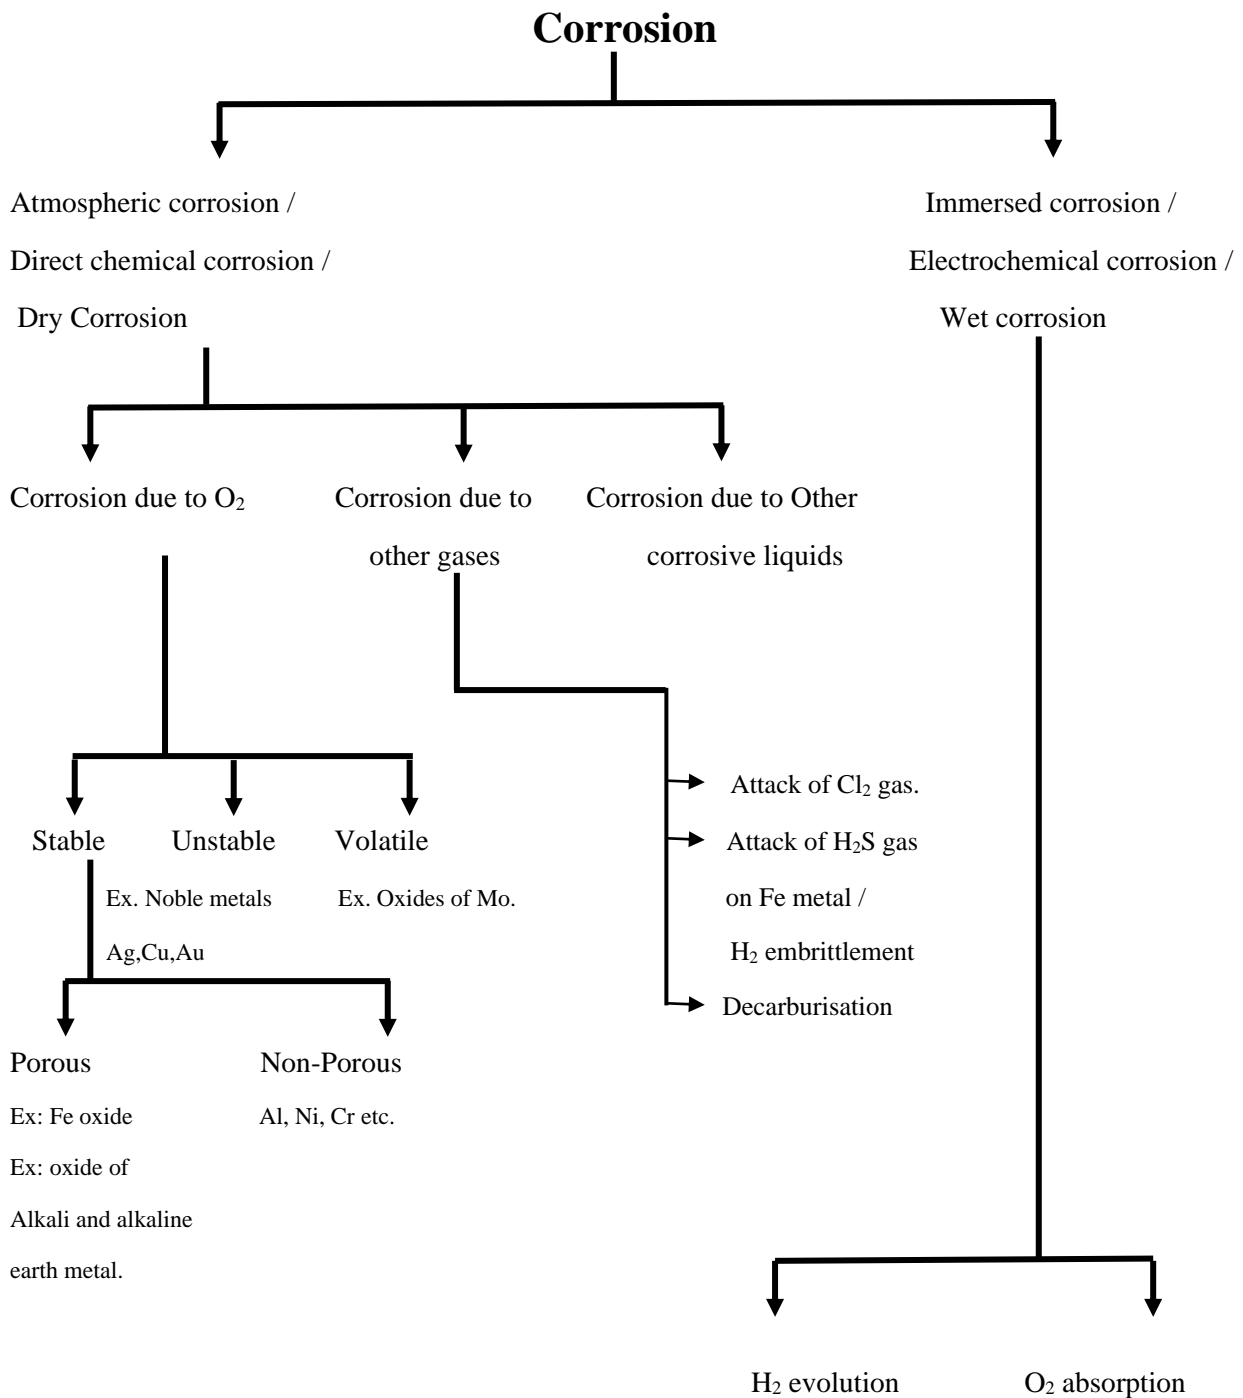 Corrosion
Atmospheric corrosion /
Direct chemical corrosion /
Dry Corrosion
Immersed corrosion /
Electrochemical corrosion /
Wet corrosion
Corrosion due to O₂
Corrosion due to
other gases
Corrosion due to Other
corrosive liquids
Stable
Unstable
Volatile
Ex. Noble metals
Ag,Cu,Au
Ex. Oxides of Mo.
Attack of Cl₂ gas.
Attack of H₂S gas
on Fe metal /
H₂ embrittlement
Decarburisation
Porous
Ex: Fe oxide
Ex: oxide of
Alkali and alkaline
earth metal.
Non-Porous
Al, Ni, Cr etc.
H₂ evolution
O₂ absorption